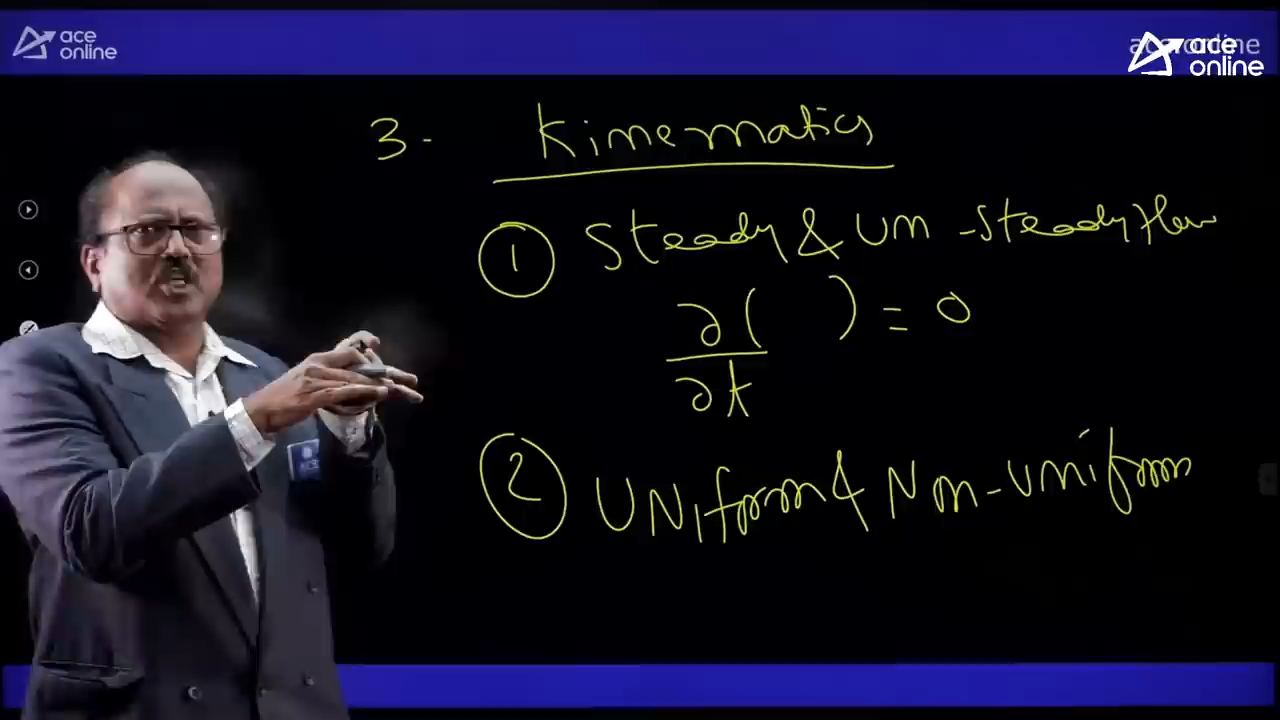 ace online
ace online
3. Kinematics
① Steady & un-steady flow
∂( )/∂t = 0
② Uniform & Non-uniform